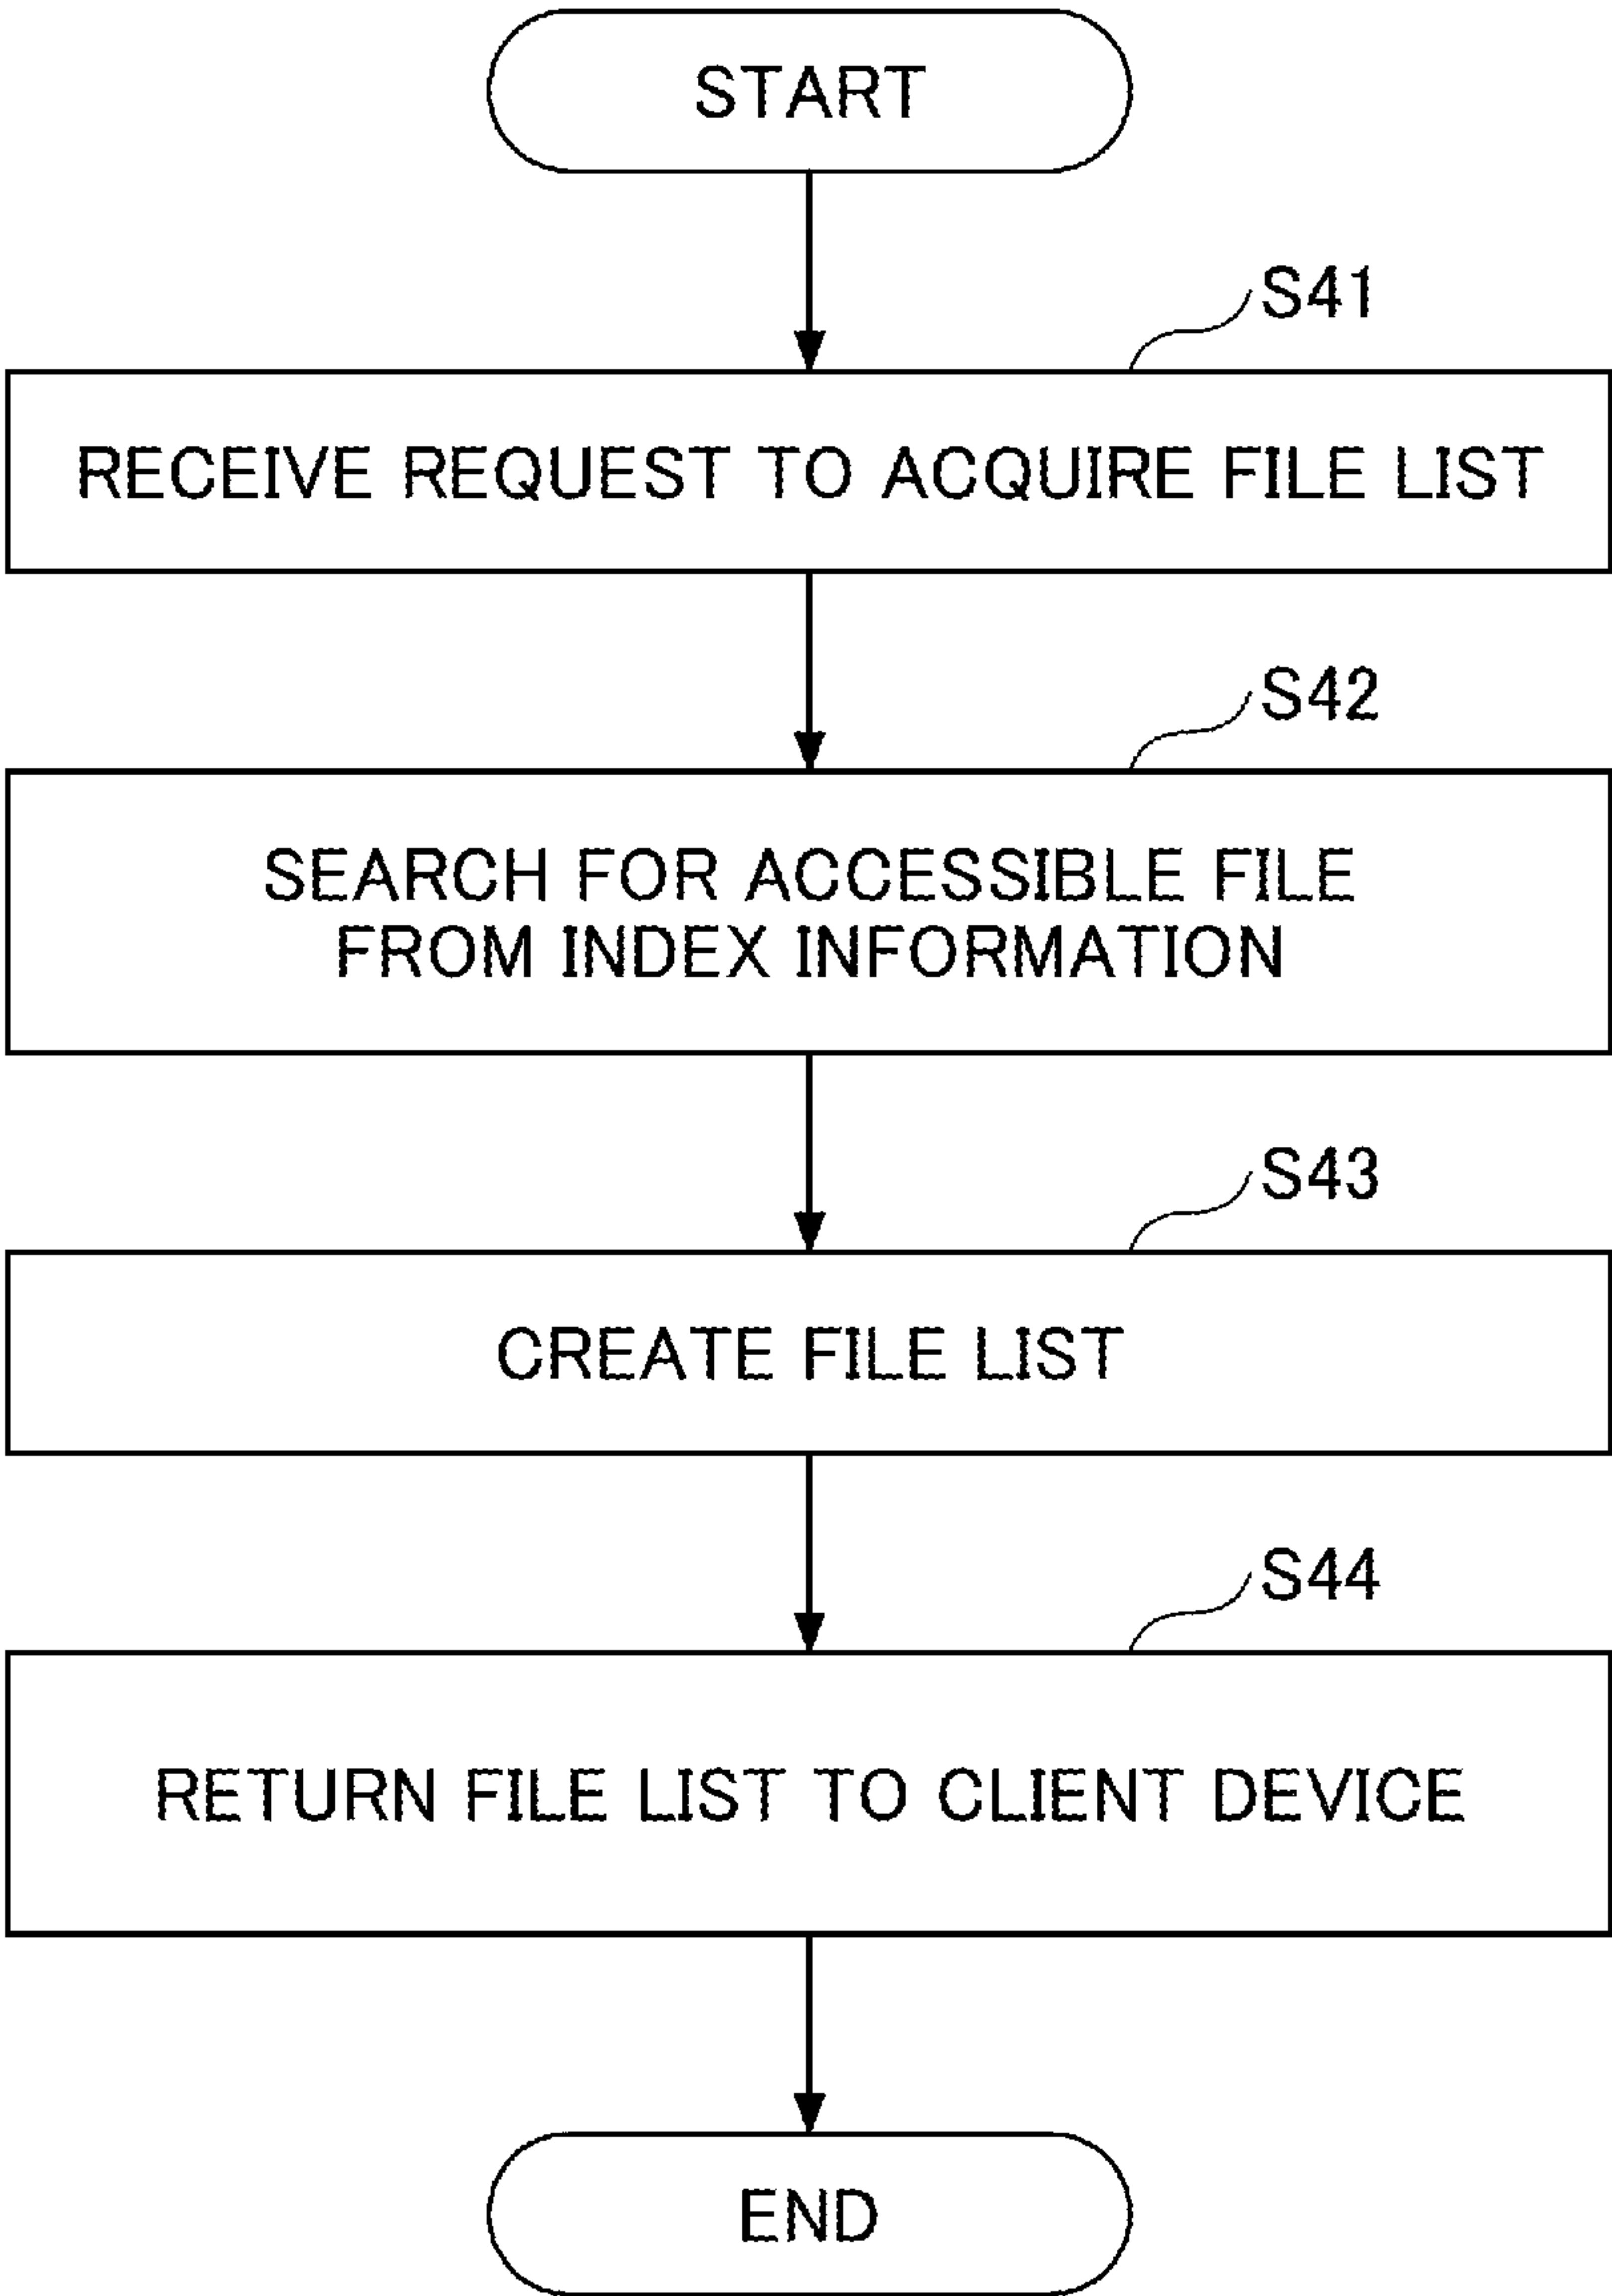 START
S41
RECEIVE REQUEST TO ACQUIRE FILE LIST
S42
SEARCH FOR ACCESSIBLE FILE
FROM INDEX INFORMATION
S43
CREATE FILE LIST
S44
RETURN FILE LIST TO CLIENT DEVICE
END